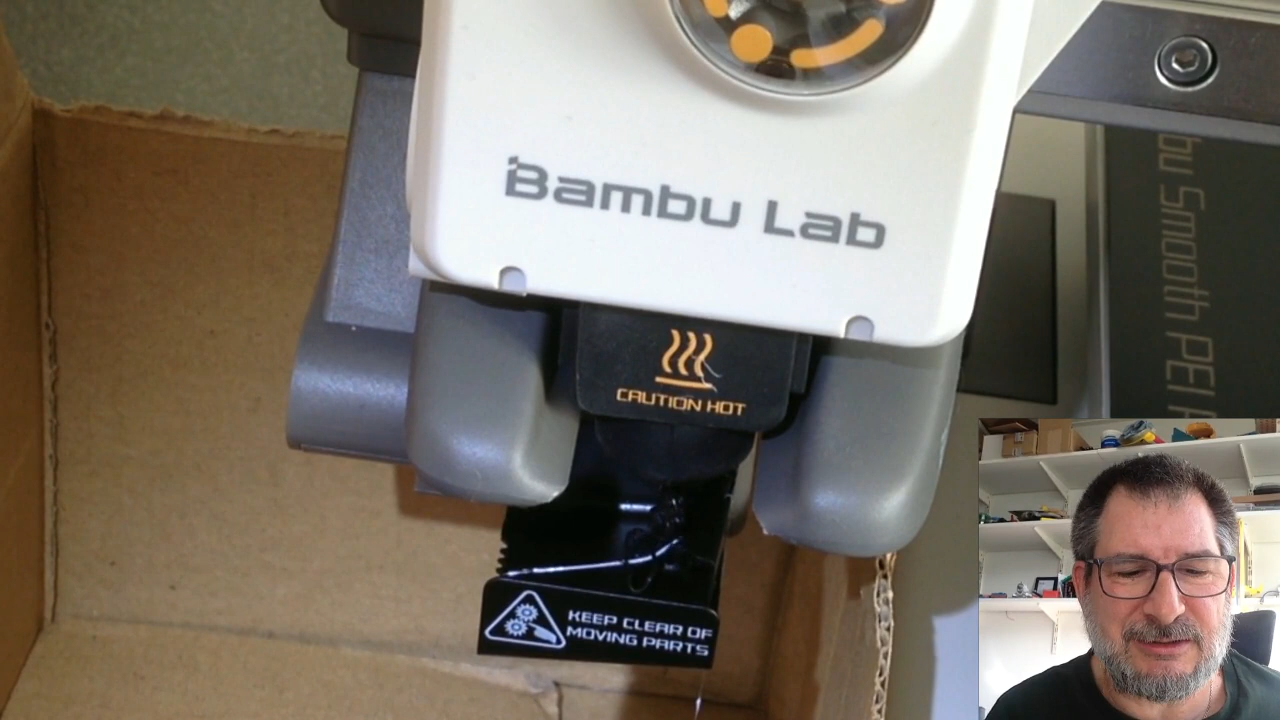 Bambu Lab
CAUTION HOT
KEEP CLEAR OF
MOVING PARTS
bu Smooth PEI